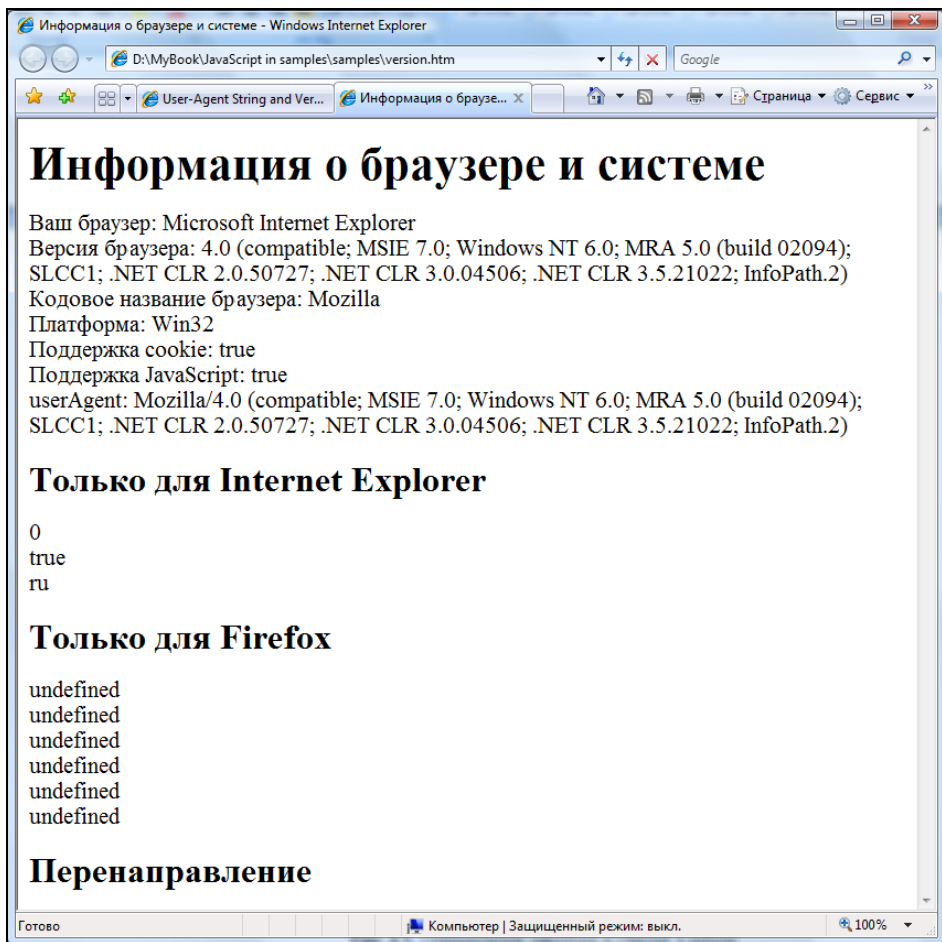 Информация о браузере и системе - Windows Internet Explorer
D:\MyBook\JavaScript in samples\samples\version.htm
Google
User-Agent String and Ver...
Информация о браузе...
Страница
Сервис
Информация о браузере и системе
Ваш браузер: Microsoft Internet Explorer
Версия браузера: 4.0 (compatible; MSIE 7.0; Windows NT 6.0; MRA 5.0 (build 02094);
SLCC1; .NET CLR 2.0.50727; .NET CLR 3.0.04506; .NET CLR 3.5.21022; InfoPath.2)
Кодовое название браузера: Mozilla
Платформа: Win32
Поддержка cookie: true
Поддержка JavaScript: true
userAgent: Mozilla/4.0 (compatible; MSIE 7.0; Windows NT 6.0; MRA 5.0 (build 02094);
SLCC1; .NET CLR 2.0.50727; .NET CLR 3.0.04506; .NET CLR 3.5.21022; InfoPath.2)
Только для Internet Explorer
0
true
ru
Только для Firefox
undefined
undefined
undefined
undefined
undefined
undefined
Перенаправление
Готово
Компьютер | Защищенный режим: выкл.
100%